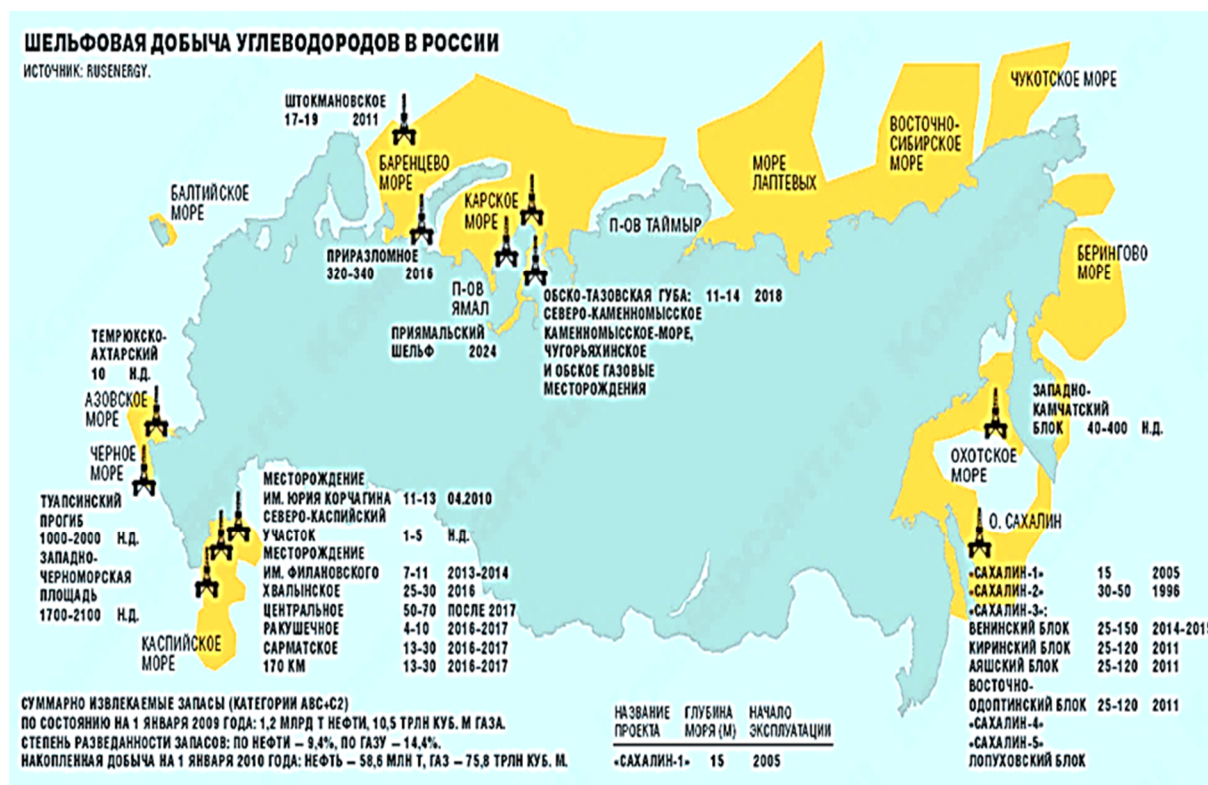 ШЕЛЬФОВАЯ ДОБЫЧА УГЛЕВОДОРОДОВ В РОССИИ
ИСТОЧНИК: RUSENERGY.
ШТОКМАНОВСКОЕ
17-19 2011
БАРЕНЦЕВО
МОРЕ
БАЛТИЙСКОЕ
МОРЕ
КАРСКОЕ
МОРЕ
П-ОВ ТАЙМЫР
МОРЕ
ЛАПТЕВЫХ
ВОСТОЧНО-
СИБИРСКОЕ
МОРЕ
ЧУКОТСКОЕ МОРЕ
БЕРИНГОВО
МОРЕ
ПРИРАЗЛОМНОЕ
320-340 2016
П-ОВ
ЯМАЛ
ПРИЯМАЛЬСКИЙ
ШЕЛЬФ 2024
ОБСКО-ТАЗОВСКАЯ ГУБА: 11-14 2018
СЕВЕРО-КАМЕННОМЫССКОЕ
КАМЕННОМЫССКОЕ-МОРЕ,
ЧУГОРЬЯХИНСКОЕ
И ОБСКОЕ ГАЗОВЫЕ
МЕСТОРОЖДЕНИЯ
ТЕМРЮКСКО-
АХТАРСКИЙ
10 Н.Д.
АЗОВСКОЕ
МОРЕ
ЧЕРНОЕ
МОРЕ
ТУАПСИНСКИЙ
ПРОГИБ
1000-2000 Н.Д.
ЗАПАДНО-
ЧЕРНОМОРСКАЯ
ПЛОЩАДЬ
1700-2100 Н.Д.
КАСПИЙСКОЕ
МОРЕ
МЕСТОРОЖДЕНИЕ
ИМ. ЮРИЯ КОРЧАГИНА 11-13 04.2010
СЕВЕРО-КАСПИЙСКИЙ
УЧАСТОК 1-5 Н.Д.
МЕСТОРОЖДЕНИЕ
ИМ. ФИЛАНОВСКОГО 7-11 2013-2014
ХВАЛЫНСКОЕ 25-30 2016
ЦЕНТРАЛЬНОЕ 50-70 ПОСЛЕ 2017
РАКУШЕЧНОЕ 4-10 2016-2017
САРМАТСКОЕ 13-30 2016-2017
170 КМ 13-30 2016-2017
ЗАПАДНО-
КАМЧАТСКИЙ
БЛОК 40-400 Н.Д.
ОХОТСКОЕ
МОРЕ
О. САХАЛИН
«САХАЛИН-1» 15 2005
«САХАЛИН-2» 30-50 1996
«САХАЛИН-3»:
ВЕНИНСКИЙ БЛОК 25-150 2014-2015
КИРИНСКИЙ БЛОК 25-120 2011
АЯШСКИЙ БЛОК 25-120 2011
ВОСТОЧНО-
ОДОПТИНСКИЙ БЛОК 25-120 2011
«САХАЛИН-4»
«САХАЛИН-5»
ЛОПУХОВСКИЙ БЛОК
СУММАРНО ИЗВЛЕКАЕМЫЕ ЗАПАСЫ (КАТЕГОРИИ АВС+С2)
ПО СОСТОЯНИЮ НА 1 ЯНВАРЯ 2009 ГОДА: 1,2 МЛРД Т НЕФТИ, 10,5 ТРЛН КУБ. М ГАЗА.
СТЕПЕНЬ РАЗВЕДАННОСТИ ЗАПАСОВ: ПО НЕФТИ — 9,4%, ПО ГАЗУ — 14,4%.
НАКОПЛЕННАЯ ДОБЫЧА НА 1 ЯНВАРЯ 2010 ГОДА: НЕФТЬ — 58,6 МЛН Т, ГАЗ — 75,8 ТРЛН КУБ. М.
НАЗВАНИЕ ГЛУБИНА НАЧАЛО
ПРОЕКТА МОРЯ (М) ЭКСПЛУАТАЦИИ
«САХАЛИН-1» 15 2005